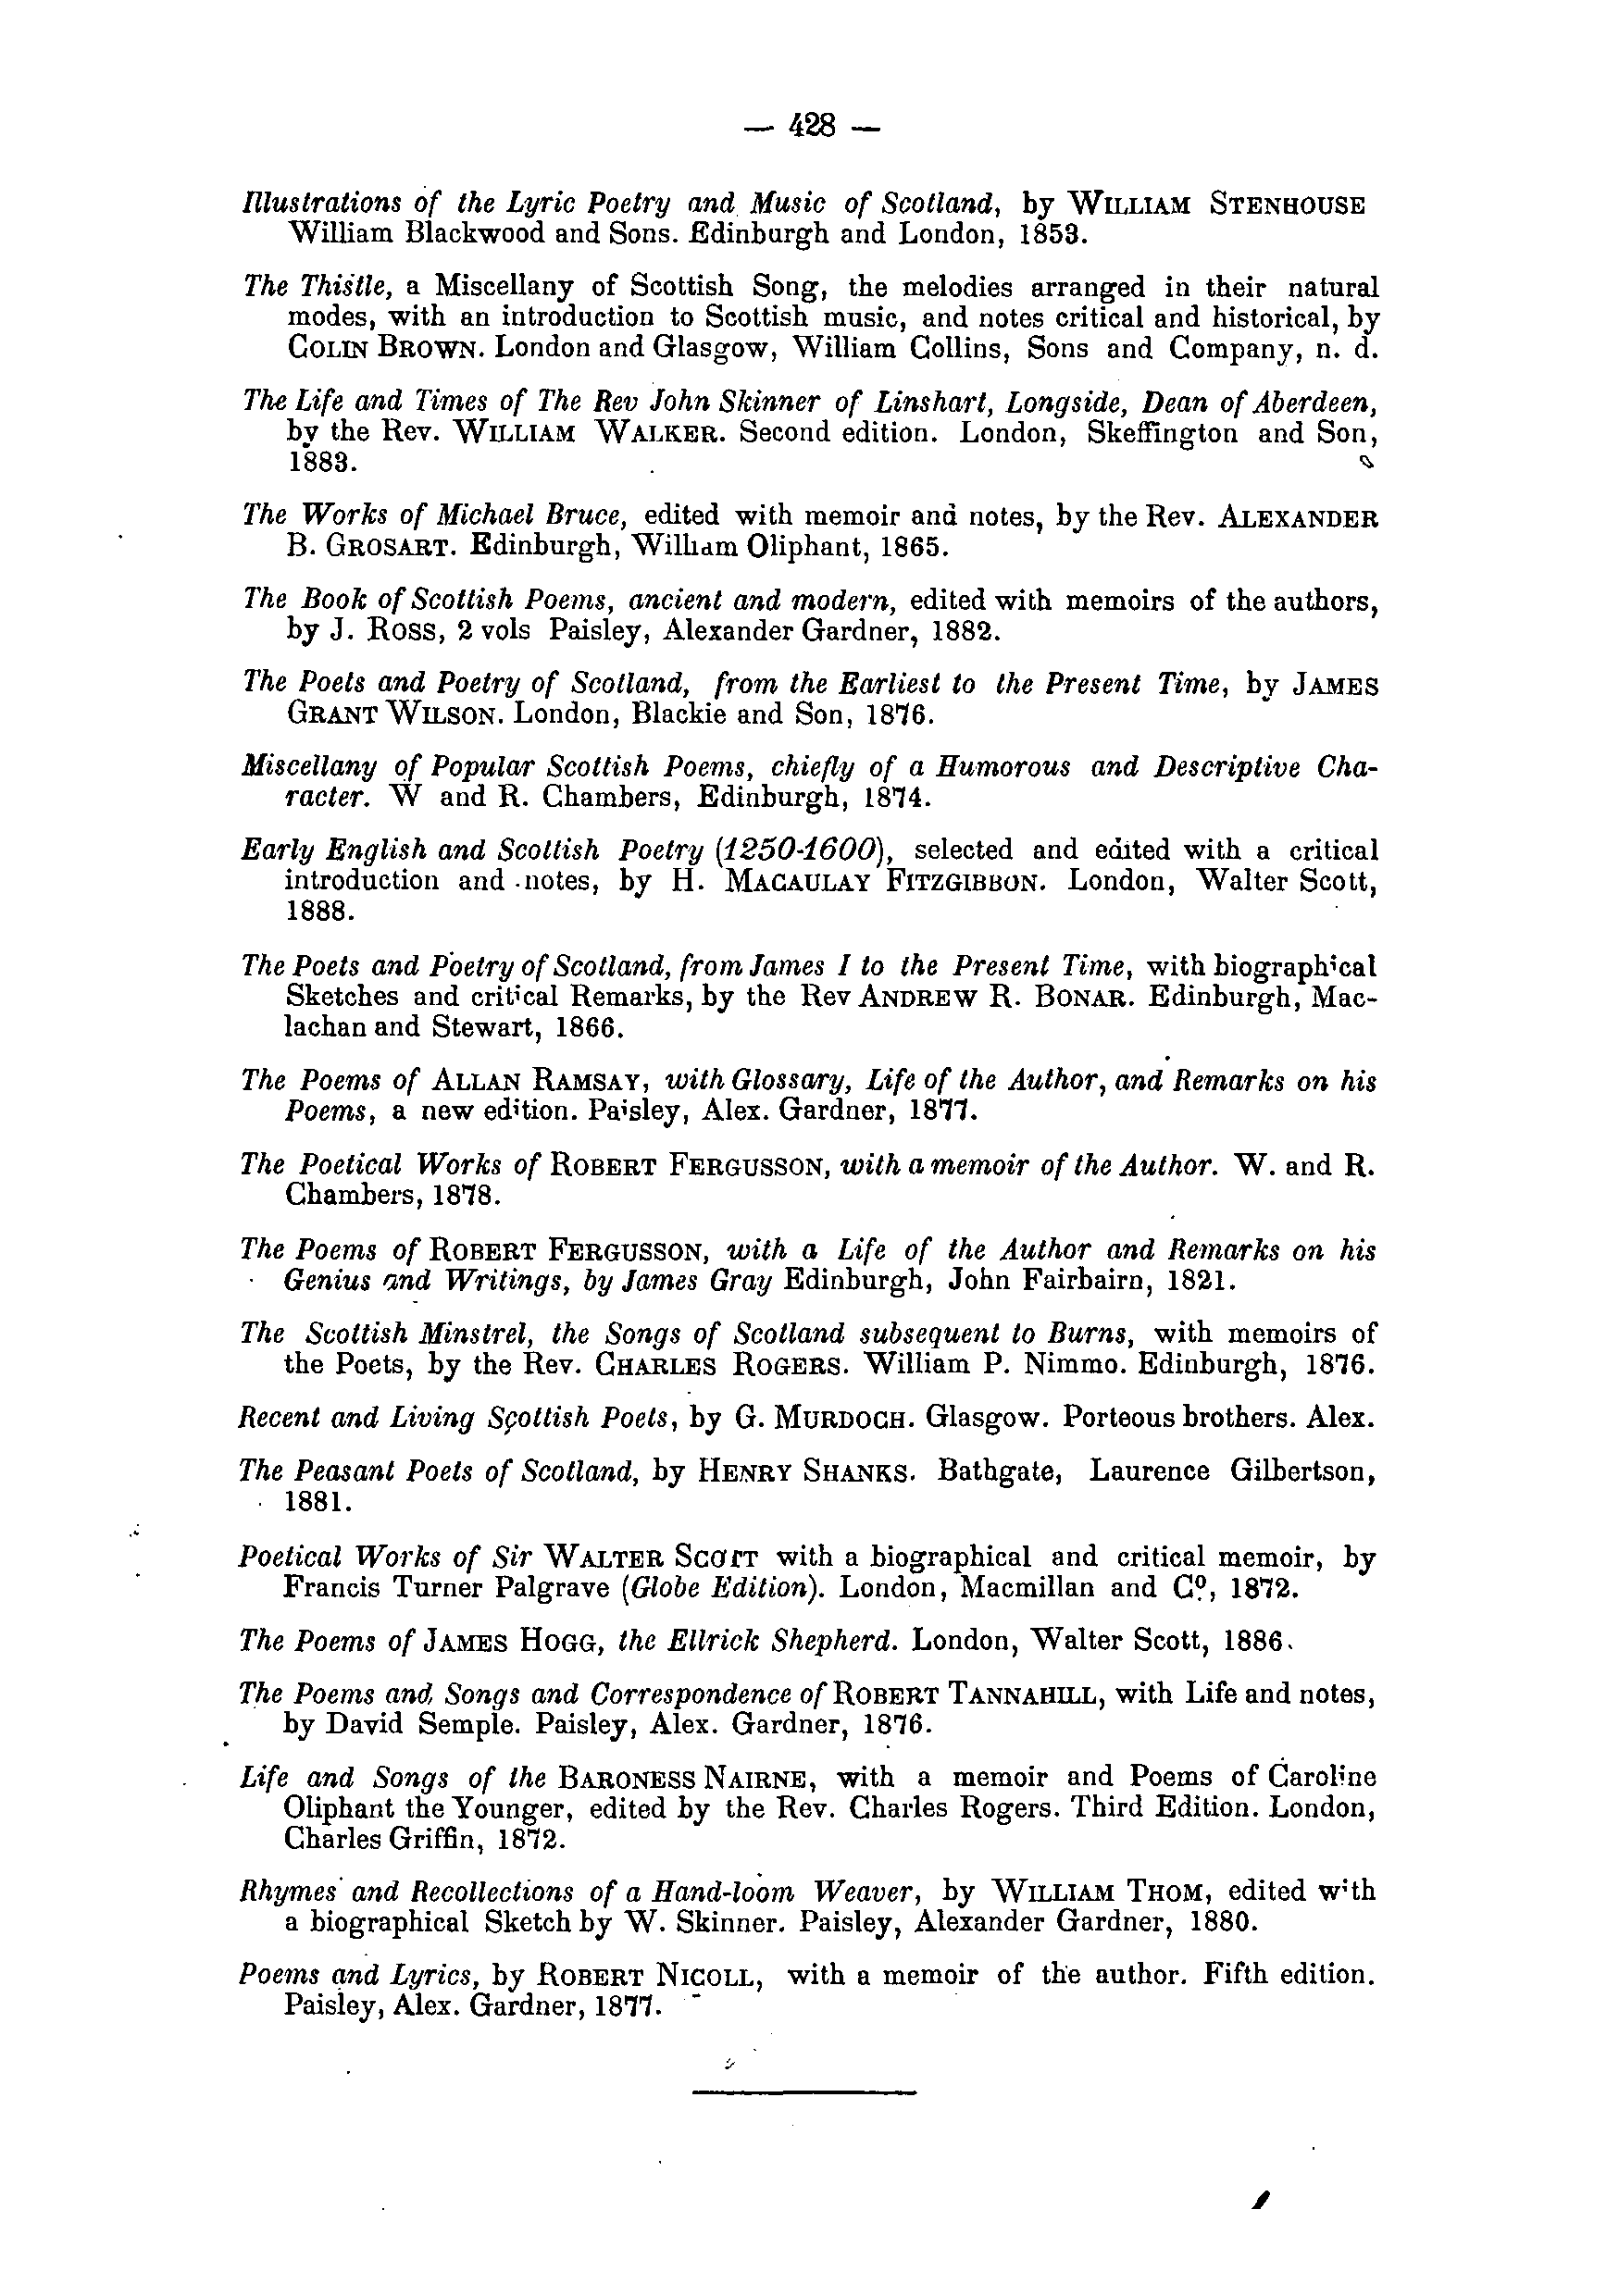 — 428 —
Illustrations of the Lyric Poetry and Music of Scotland, by WILLIAM STENHOUSE
William Blackwood and Sons. Edinburgh and London, 1853.
The Thistle, a Miscellany of Scottish Song, the melodies arranged in their natural
modes, with an introduction to Scottish music, and notes critical and historical, by
COLIN BROWN. London and Glasgow, William Collins, Sons and Company, n. d.
The Life and Times of The Rev John Skinner of Linshart, Longside, Dean of Aberdeen,
by the Rev. WILLIAM WALKER. Second edition. London, Skeffington and Son,
1883.
The Works of Michael Bruce, edited with memoir and notes, by the Rev. ALEXANDER
B. GROSART. Edinburgh, William Oliphant, 1865.
The Book of Scottish Poems, ancient and modern, edited with memoirs of the authors,
by J. ROSS, 2 vols Paisley, Alexander Gardner, 1882.
The Poets and Poetry of Scotland, from the Earliest to the Present Time, by JAMES
GRANT WILSON. London, Blackie and Son, 1876.
Miscellany of Popular Scottish Poems, chiefly of a Humorous and Descriptive Cha-
racter. W and R. Chambers, Edinburgh, 1874.
Early English and Scottish Poetry (1250-1600), selected and edited with a critical
introduction and notes, by H. MACAULAY FITZGIBBON. London, Walter Scott,
1888.
The Poets and Poetry of Scotland, from James I to the Present Time, with biographical
Sketches and critical Remarks, by the Rev ANDREW R. BONAR. Edinburgh, Mac-
lachan and Stewart, 1866.
The Poems of ALLAN RAMSAY, with Glossary, Life of the Author, and Remarks on his
Poems, a new edition. Paisley, Alex. Gardner, 1877.
The Poetical Works of ROBERT FERGUSSON, with a memoir of the Author. W. and R.
Chambers, 1878.
The Poems of ROBERT FERGUSSON, with a Life of the Author and Remarks on his
Genius and Writings, by James Gray Edinburgh, John Fairbairn, 1821.
The Scottish Minstrel, the Songs of Scotland subsequent to Burns, with memoirs of
the Poets, by the Rev. CHARLES ROGERS. William P. Nimmo. Edinburgh, 1876.
Recent and Living Scottish Poets, by G. MURDOCH. Glasgow. Porteous brothers. Alex.
The Peasant Poets of Scotland, by HENRY SHANKS. Bathgate, Laurence Gilbertson,
1881.
Poetical Works of Sir WALTER SCOTT with a biographical and critical memoir, by
Francis Turner Palgrave (Globe Edition). London, Macmillan and Cº, 1872.
The Poems of JAMES HOGG, the Ellrick Shepherd. London, Walter Scott, 1886.
The Poems and Songs and Correspondence of ROBERT TANNAHILL, with Life and notes,
by David Semple. Paisley, Alex. Gardner, 1876.
Life and Songs of the BARONESS NAIRNE, with a memoir and Poems of Caroline
Oliphant the Younger, edited by the Rev. Charles Rogers. Third Edition. London,
Charles Griffin, 1872.
Rhymes and Recollections of a Hand-loom Weaver, by WILLIAM THOM, edited with
a biographical Sketch by W. Skinner. Paisley, Alexander Gardner, 1880.
Poems and Lyrics, by ROBERT NICOLL, with a memoir of the author. Fifth edition.
Paisley, Alex. Gardner, 1877.